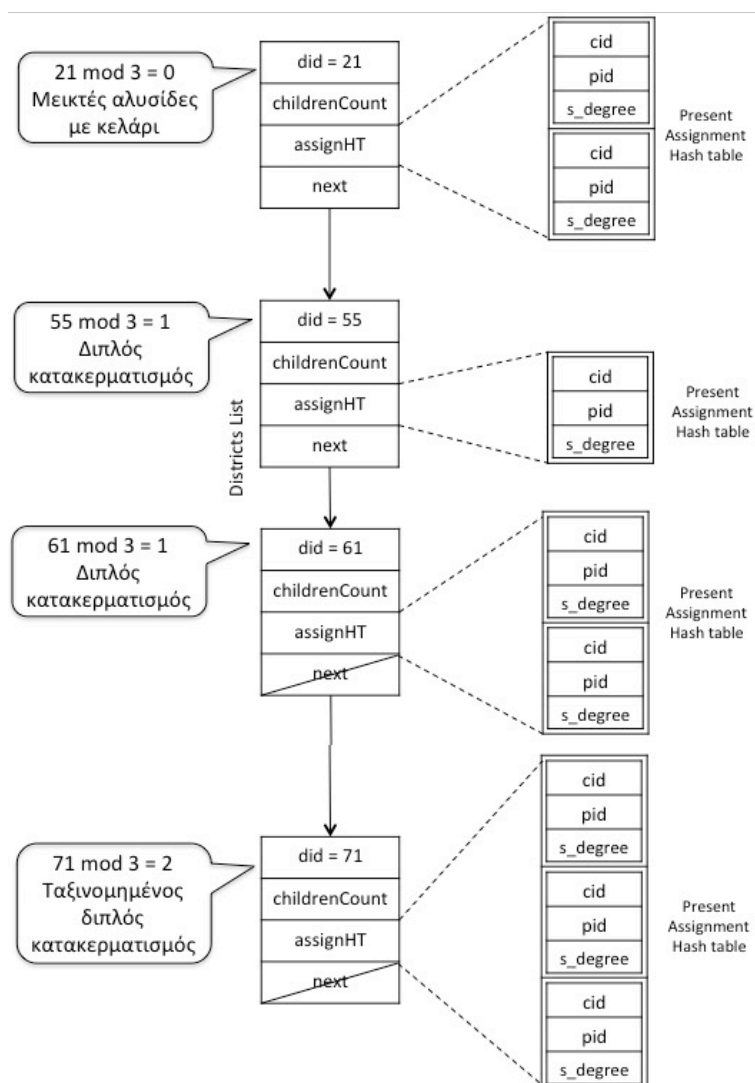 21 mod 3 = 0
Μεικτές αλυσίδες
με κελάρι
did = 21
childrenCount
assignHT
next
cid
pid
s_degree
cid
pid
s_degree
Present
Assignment
Hash table
55 mod 3 = 1
Διπλός
κατακερματισμός
Districts List
did = 55
childrenCount
assignHT
next
cid
pid
s_degree
Present
Assignment
Hash table
61 mod 3 = 1
Διπλός
κατακερματισμός
did = 61
childrenCount
assignHT
next
cid
pid
s_degree
cid
pid
s_degree
Present
Assignment
Hash table
71 mod 3 = 2
Ταξινομημένος
διπλός
κατακερματισμός
did = 71
childrenCount
assignHT
next
cid
pid
s_degree
cid
pid
s_degree
cid
pid
s_degree
Present
Assignment
Hash table